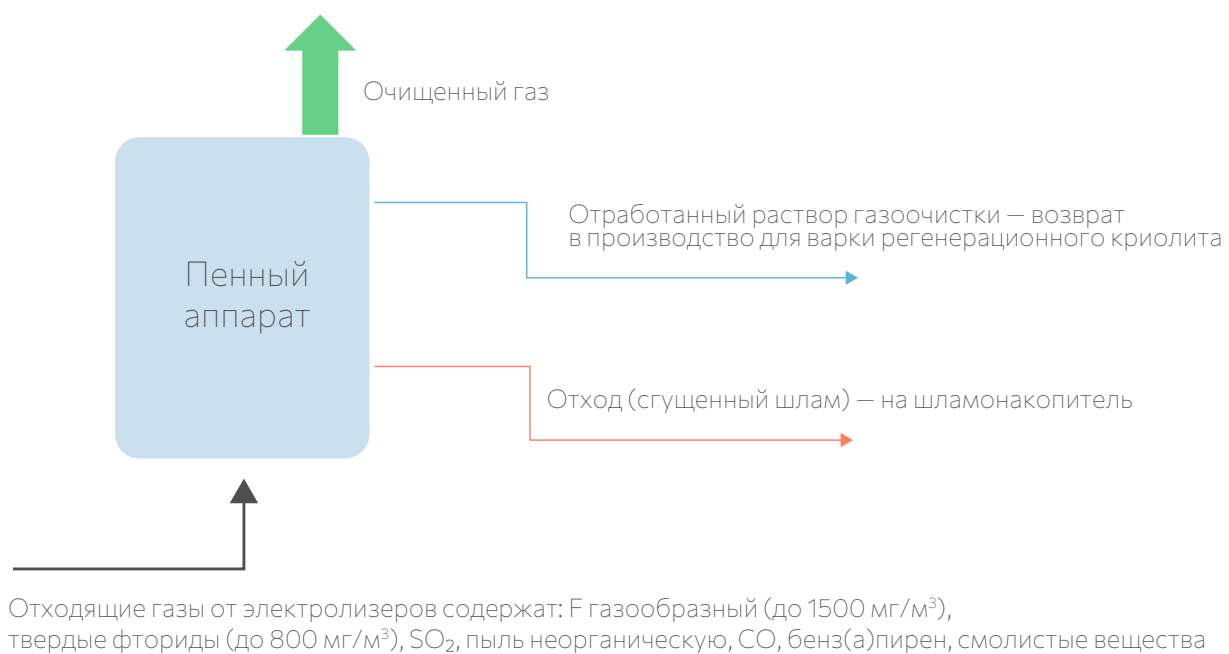 Очищенный газ
Отработанный раствор газоочистки — возврат
в производство для варки регенерационного криолита
Пенный
аппарат
Отход (сгущенный шлам) — на шламонакопитель
Отходящие газы от электролизеров содержат: F газообразный (до 1500 мг/м³),
твердые фториды (до 800 мг/м³), SO₂, пыль неорганическую, CO, бенз(а)пирен, смолистые вещества